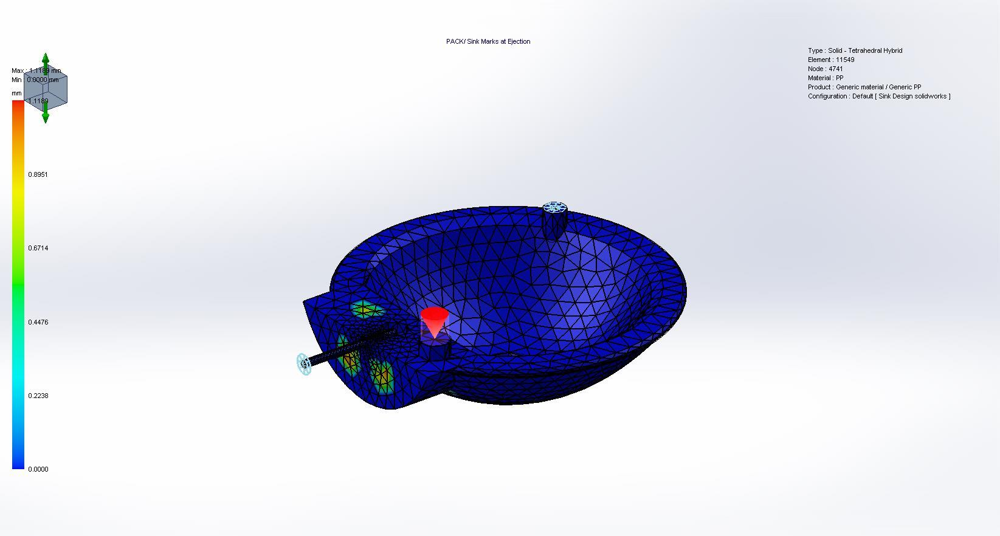 PACK/ Sink Marks at Ejection
Type : Solid - Tetrahedral Hybrid
Element : 11549
Node : 4741
Material : PP
Product : Generic material / Generic PP
Configuration : Default [ Sink Design solidworks ]
Max : 1.1189 mm
Min : 0.0000 mm
mm
1.1189
0.8951
0.6714
0.4476
0.2238
0.0000